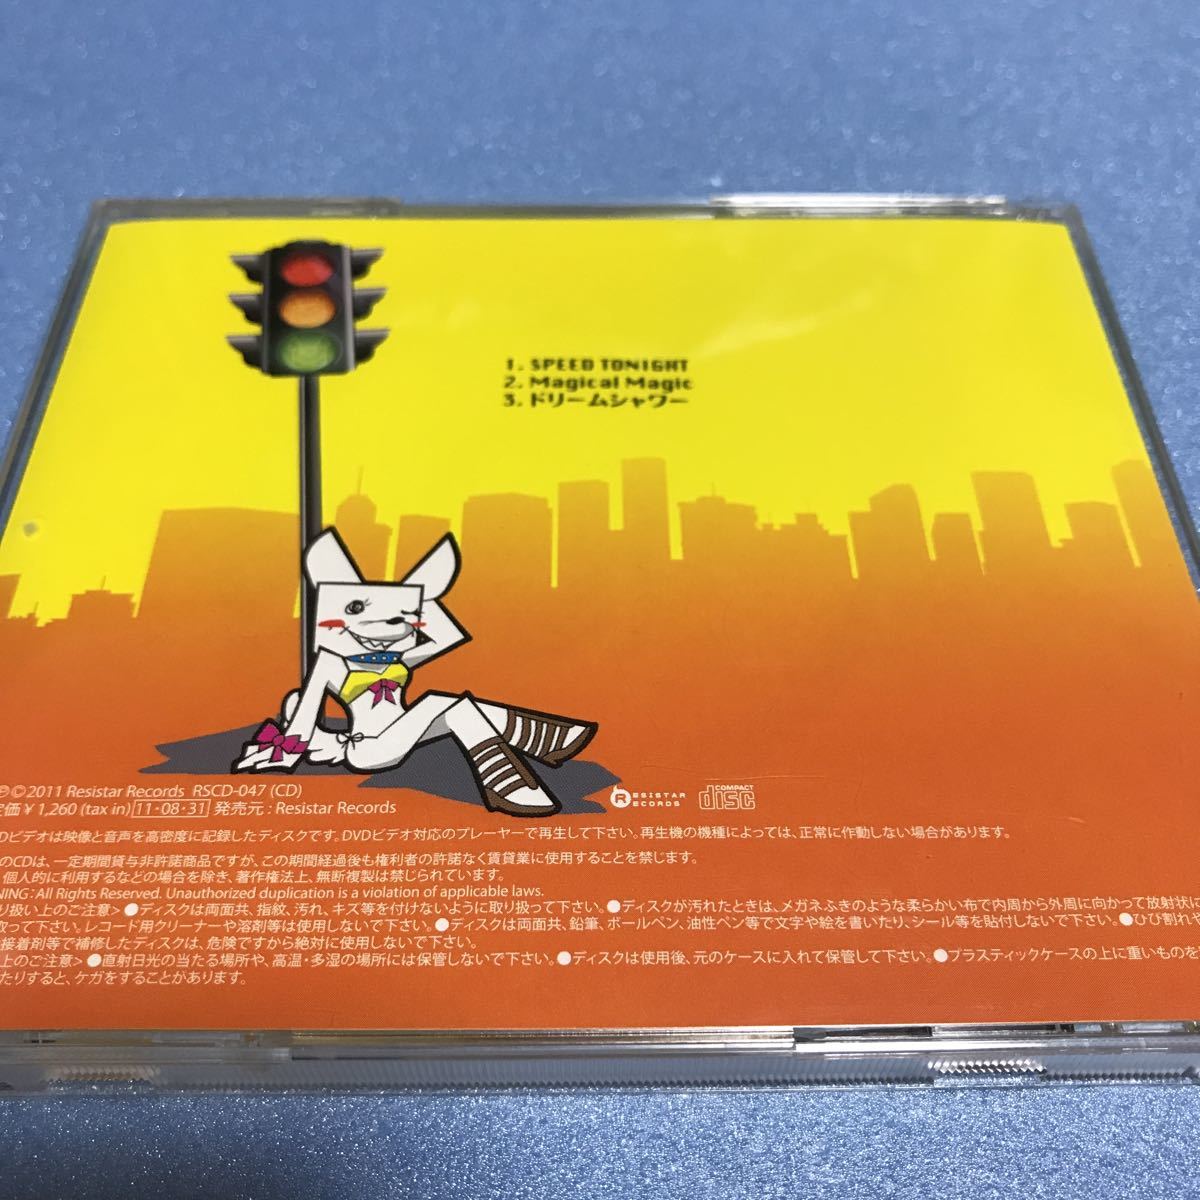 1. SPEED TONIGHT
2. Magical Magic
3. ドリームシャワー
Ⓟ©2011 Resistar Records RSCD-047 (CD)
定価¥1,260 (tax in) 11・08・31 発売元 : Resistar Records
RESISTAR
RECORDS
COMPACT
disc
Dビデオは映像と音声を高密度に記録したディスクです。DVDビデオ対応のプレーヤーで再生して下さい。再生機の機種によっては、正常に作動しない場合があります。
のCDは、一定期間貸与非許諾商品ですが、この期間経過後も権利者の許諾なく賃貸業に使用することを禁じます。
個人的に利用するなどの場合を除き、著作権法上、無断複製は禁じられています。
NING: All Rights Reserved. Unauthorized duplication is a violation of applicable laws.
り扱い上のご注意> ●ディスクは両面共、指紋、汚れ、キズ等を付けないように取り扱って下さい。●ディスクが汚れたときは、メガネふきのような柔らかい布で内周から外周に向かって放射状に
取って下さい。レコード用クリーナーや溶剤等は使用しないで下さい。●ディスクは両面共、鉛筆、ボールペン、油性ペン等で文字や絵を書いたり、シール等を貼付しないで下さい。●ひび割れや
接着剤等で補修したディスクは、危険ですから絶対に使用しないで下さい。
上のご注意> ●直射日光の当たる場所や、高温・多湿の場所には保管しないで下さい。●ディスクは使用後、元のケースに入れて保管して下さい。●プラスティックケースの上に重いものを
たりすると、ケガをすることがあります。